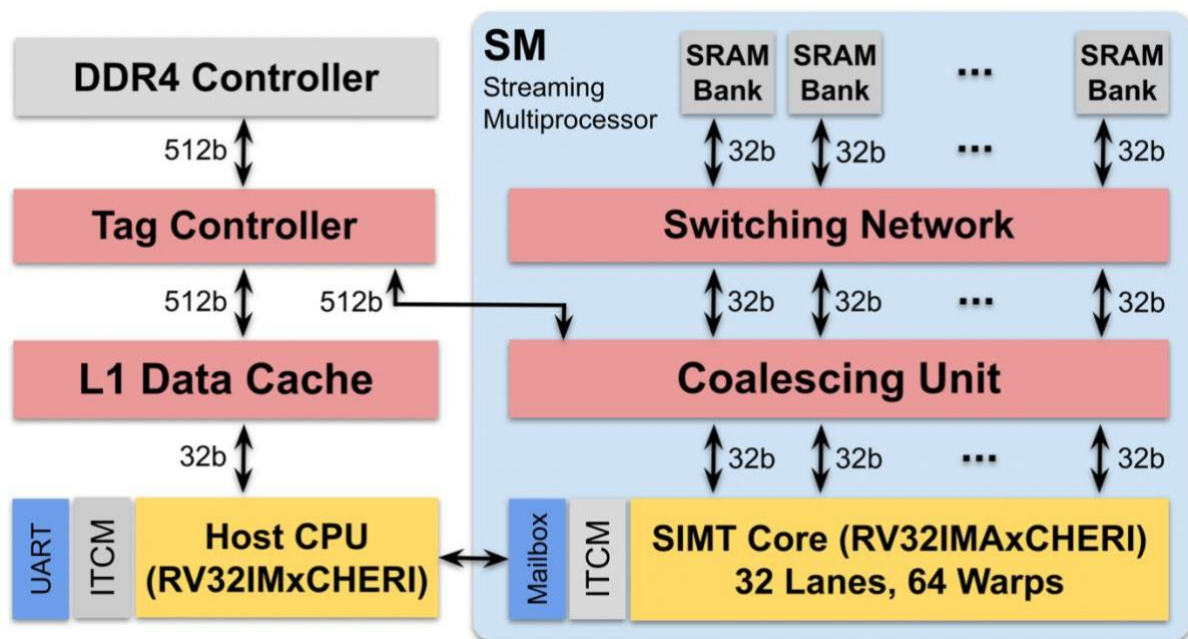 DDR4 Controller
512b
Tag Controller
512b
512b
L1 Data Cache
32b
UART
ITCM
Host CPU
(RV32IMxCHERI)
SM
Streaming
Multiprocessor
SRAM
Bank
SRAM
Bank
...
SRAM
Bank
32b
32b
...
32b
Switching Network
32b
32b
...
32b
Coalescing Unit
32b
32b
...
32b
Mailbox
ITCM
SIMT Core (RV32IMAxCHERI)
32 Lanes, 64 Warps